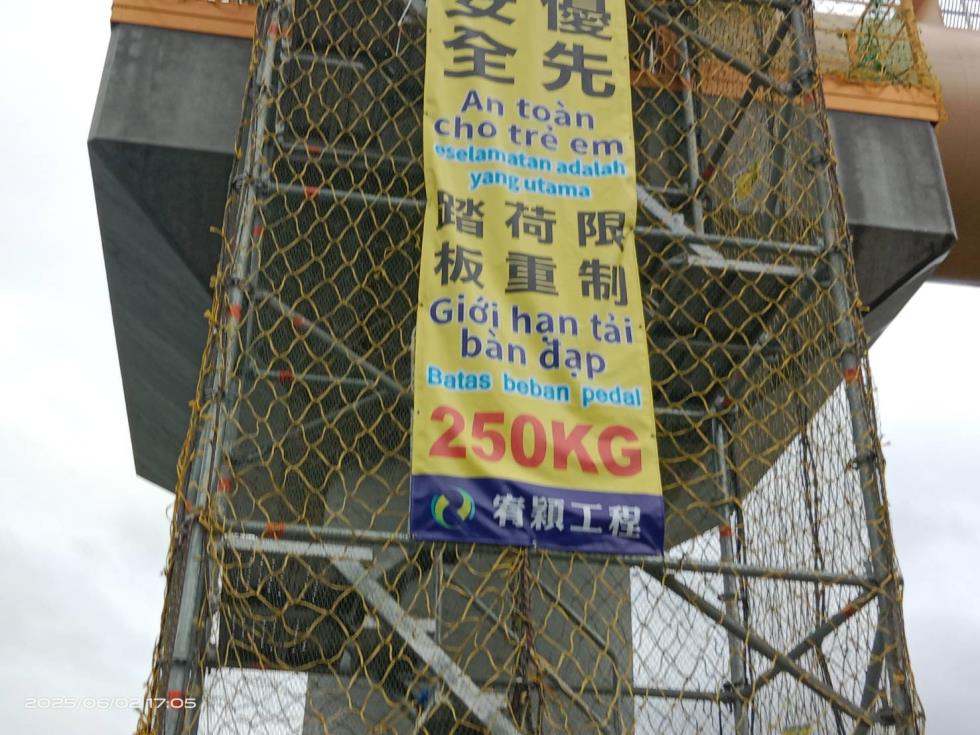 安 優
全 先
An toàn
cho trẻ em
eselamatan adalah
yang utama
踏 荷 限
板 重 制
Giới hạn tải
bàn đạp
Batas beban pedal
250KG
宥穎工程
2025/06/02 17:05